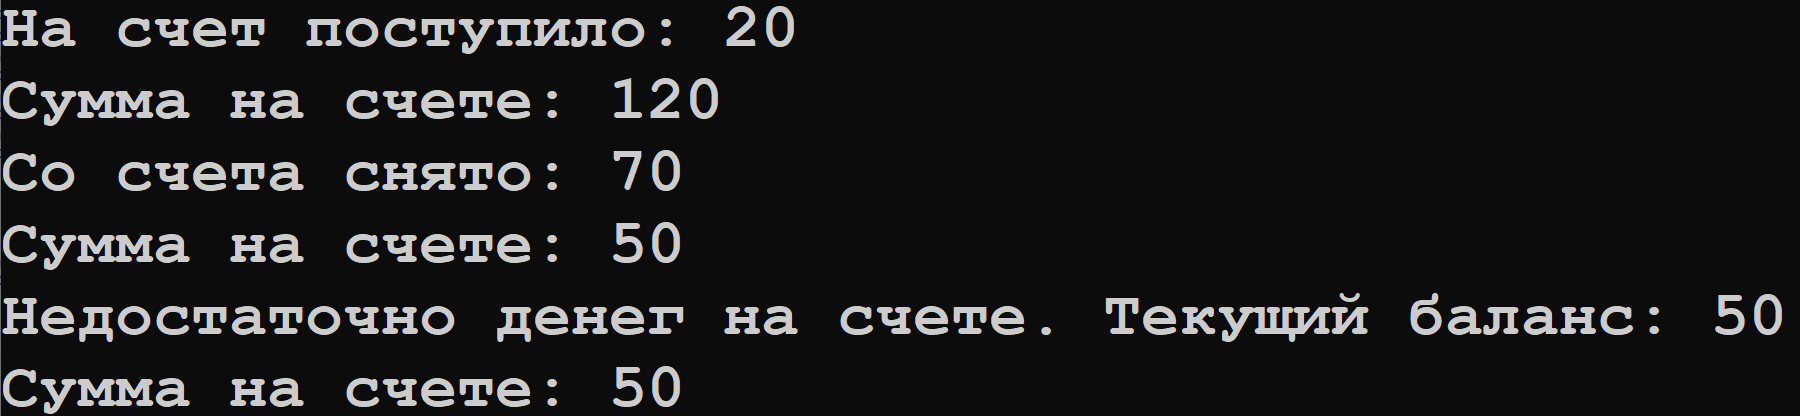 На счет поступило: 20
Сумма на счете: 120
Со счета снято: 70
Сумма на счете: 50
Недостаточно денег на счете. Текущий баланс: 50
Сумма на счете: 50